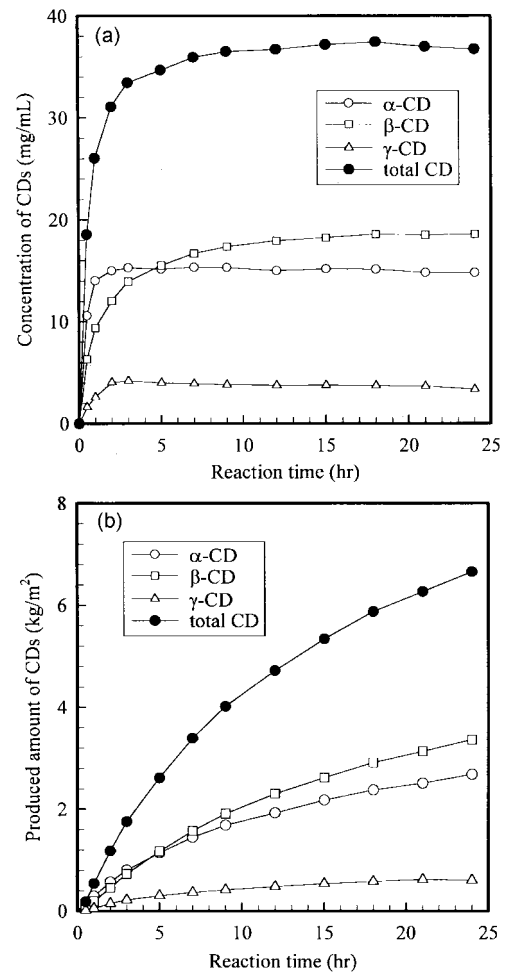 (a)
40
30
20
10
0
Concentration of CDs (mg/mL)
α-CD
β-CD
γ-CD
total CD
0 5 10 15 20 25
Reaction time (hr)
(b)
8
6
4
2
0
Produced amount of CDs (kg/m²)
α-CD
β-CD
γ-CD
total CD
0 5 10 15 20 25
Reaction time (hr)